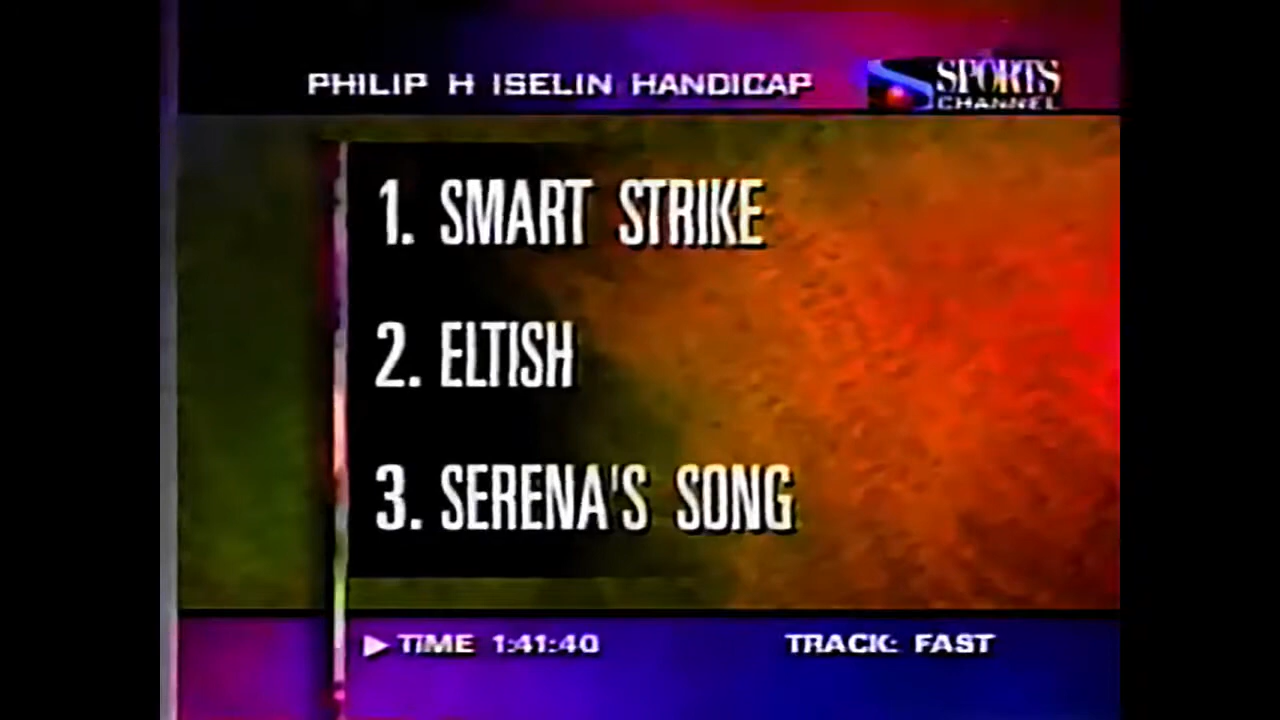 PHILIP H ISELIN HANDICAP
SPORTS
CHANNEL
1. SMART STRIKE
2. ELTISH
3. SERENA'S SONG
▶ TIME 1:41:40 TRACK: FAST